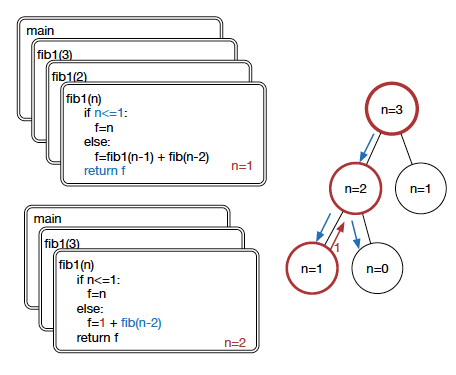 main
fib1(3)
fib1(2)
fib1(n)
if n<=1:
f=n
else:
f=fib1(n-1) + fib(n-2)
return f
n=1
main
fib1(3)
fib1(n)
if n<=1:
f=n
else:
f=1 + fib(n-2)
return f
n=2
n=3
n=2
n=1
1
n=1
n=0